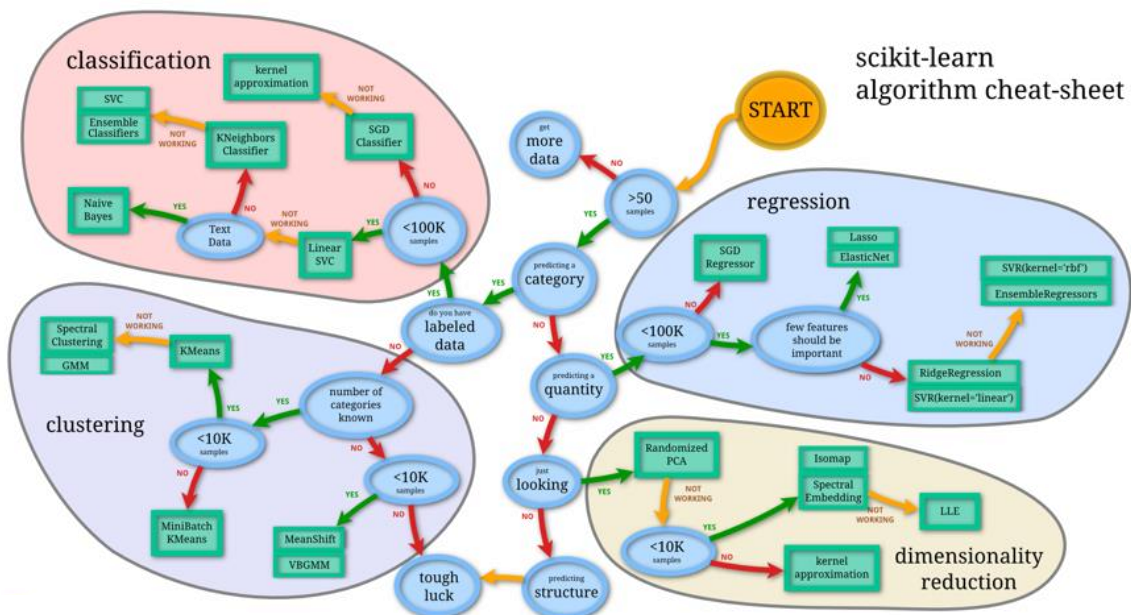 scikit-learn
algorithm cheat-sheet
START
get
more
data
NO
>50
samples
YES
predicting a
category
YES
NO
do you have
labeled
data
YES
NO
predicting a
quantity
YES
NO
just
looking
YES
NO
predicting
structure
tough
luck
classification
kernel
approximation
NOT
WORKING
SVC
Ensemble
Classifiers
NOT
WORKING
KNeighbors
Classifier
SGD
Classifier
NO
Naive
Bayes
YES
Text
Data
NO
NOT
WORKING
Linear
SVC
YES
<100K
samples
regression
SGD
Regressor
NO
<100K
samples
YES
Lasso
ElasticNet
YES
few features
should be
important
NO
SVR(kernel='rbf')
EnsembleRegressors
NOT
WORKING
RidgeRegression
SVR(kernel='linear')
clustering
Spectral
Clustering
GMM
NOT
WORKING
KMeans
YES
<10K
samples
NO
MiniBatch
KMeans
number of
categories
known
YES
NO
<10K
samples
YES
NO
MeanShift
VBGMM
dimensionality
reduction
Randomized
PCA
NOT
WORKING
<10K
samples
YES
NO
Isomap
Spectral
Embedding
NOT
WORKING
LLE
kernel
approximation